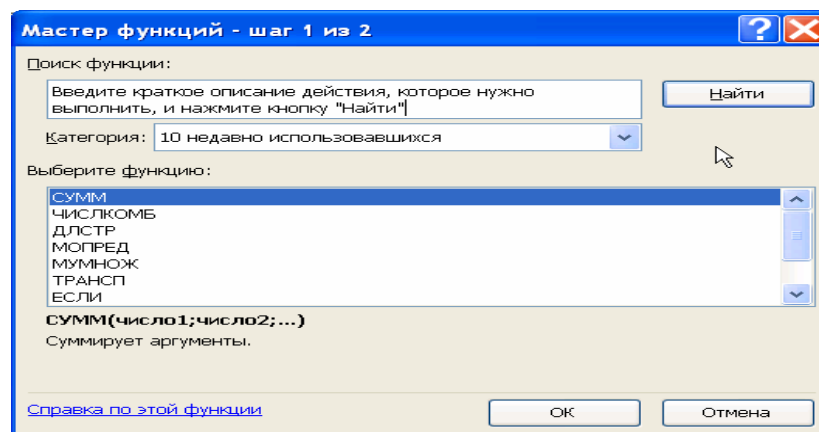 Мастер функций - шаг 1 из 2
Поиск функции:
Введите краткое описание действия, которое нужно
выполнить, и нажмите кнопку "Найти"
Найти
Категория: 10 недавно использовавшихся
Выберите функцию:
СУММ
ЧИСЛКОМБ
ДЛСТР
МОПРЕД
МУМНОЖ
ТРАНСП
ЕСЛИ
СУММ(число1;число2;...)
Суммирует аргументы.
Справка по этой функции
ОК
Отмена